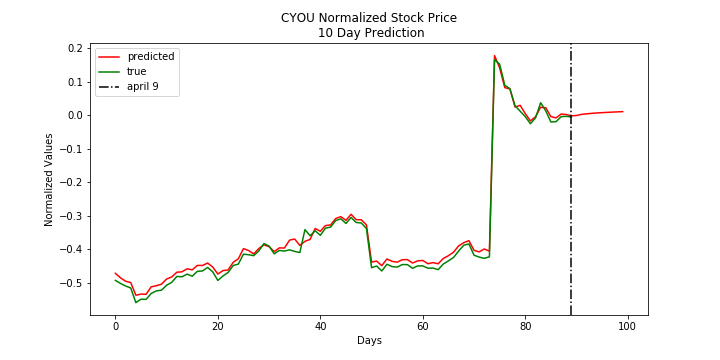 CYOU Normalized Stock Price
10 Day Prediction
predicted
true
april 9
0.2
0.1
0.0
−0.1
−0.2
−0.3
−0.4
−0.5
Normalized Values
0 20 40 60 80 100
Days